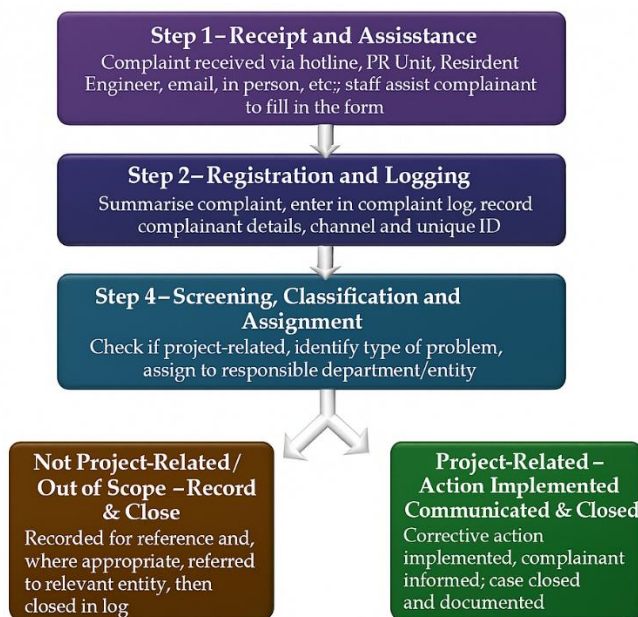 Step 1–Receipt and Assisstance
Complaint received via hotline, PR Unit, Resirdent
Engineer, email, in person, etc:; staff assist complainant
to fill in the form
Step 2–Registration and Logging
Summarise complaint, enter in complaint log, record
complainant details, channel and unique ID
Step 4–Screening, Classification and
Assignment
Check if project-related, identify type of problem,
assign to responsible department/entity
Not Project-Related/
Out of Scope –Record
& Close
Recorded for reference and,
where appropriate, referred
to relevant entity, then
closed in log
Project-Related –
Action Implemented
Communicated & Closed
Corrective action
implemented, complainant
informed; case closed
and documented